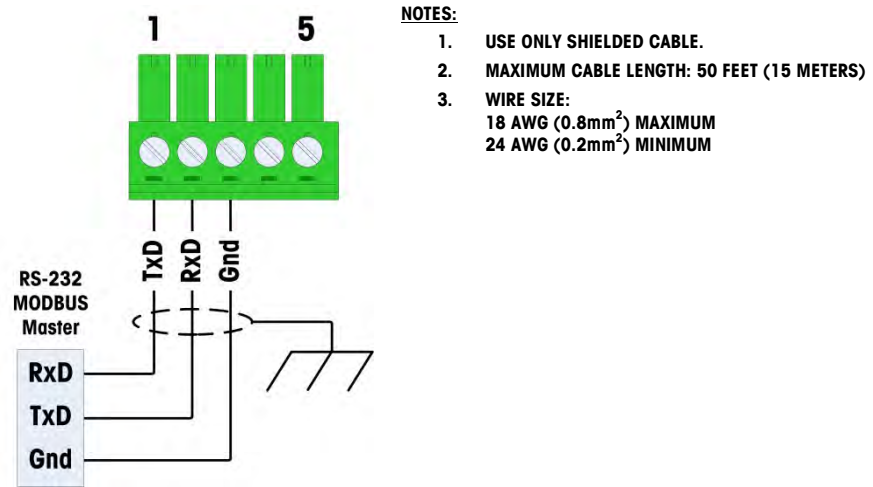 1 5
TxD
RxD
Gnd
RS-232
MODBUS
Master
RxD
TxD
Gnd
NOTES:
1. USE ONLY SHIELDED CABLE.
2. MAXIMUM CABLE LENGTH: 50 FEET (15 METERS)
3. WIRE SIZE:
18 AWG (0.8mm²) MAXIMUM
24 AWG (0.2mm²) MINIMUM